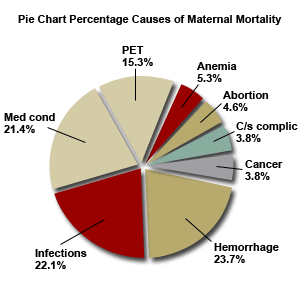 Pie Chart Percentage Causes of Maternal Mortality
PET
15.3%
Anemia
5.3%
Abortion
4.6%
C/s complic
3.8%
Cancer
3.8%
Hemorrhage
23.7%
Infections
22.1%
Med cond
21.4%